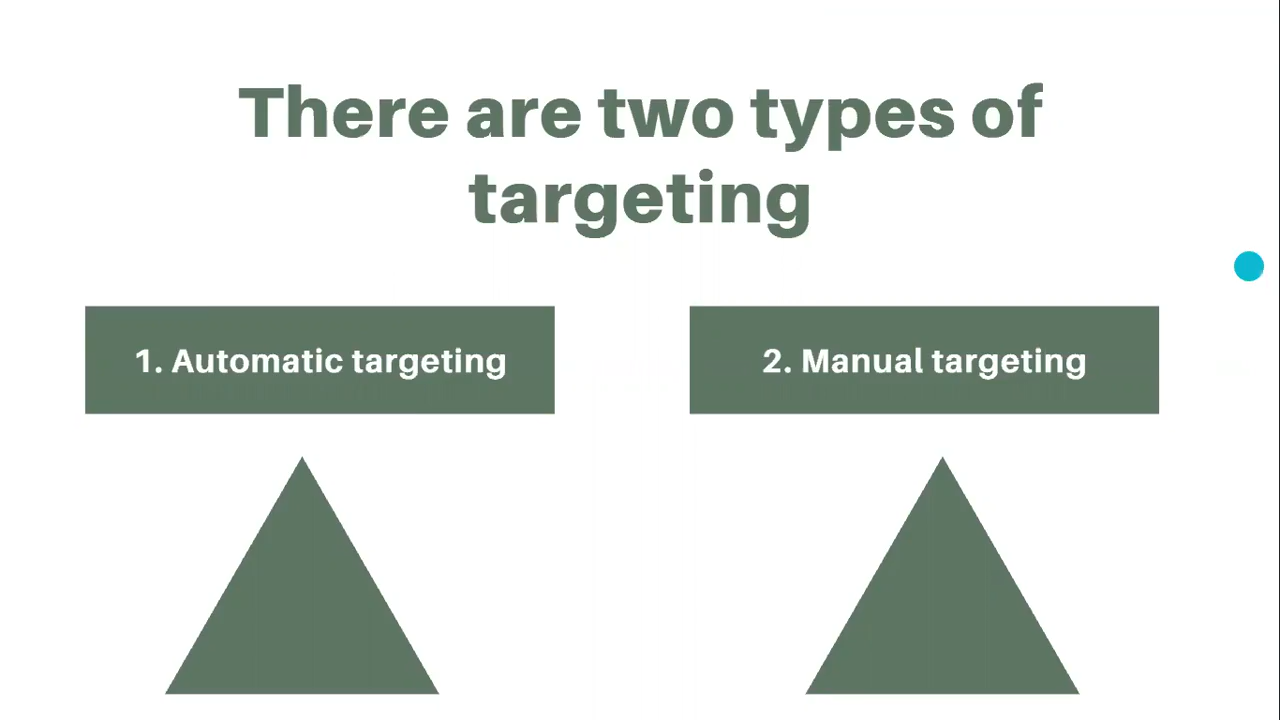 There are two types of
targeting
1. Automatic targeting
2. Manual targeting